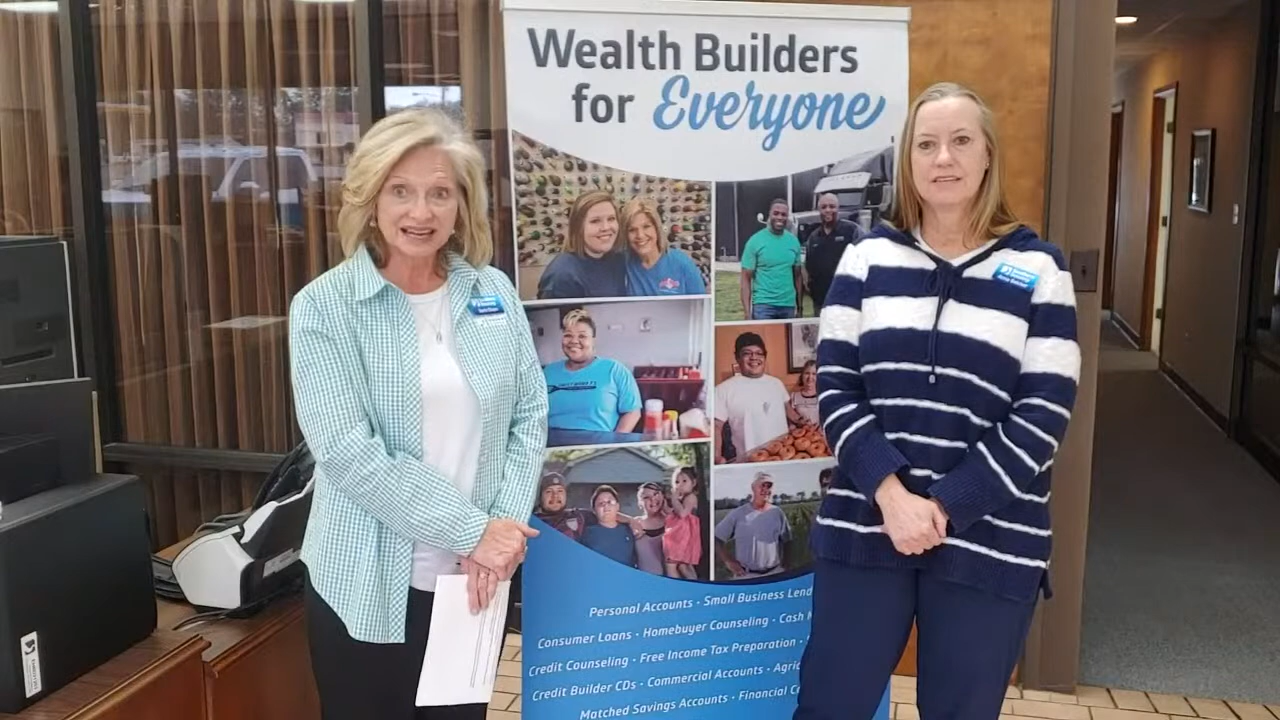 Wealth Builders
for Everyone
Personal Accounts · Small Business Lend
Consumer Loans · Homebuyer Counseling · Cash
Credit Counseling · Free Income Tax Preparation ·
Credit Builder CDs · Commercial Accounts · Agric
Matched Savings Accounts · Financial C